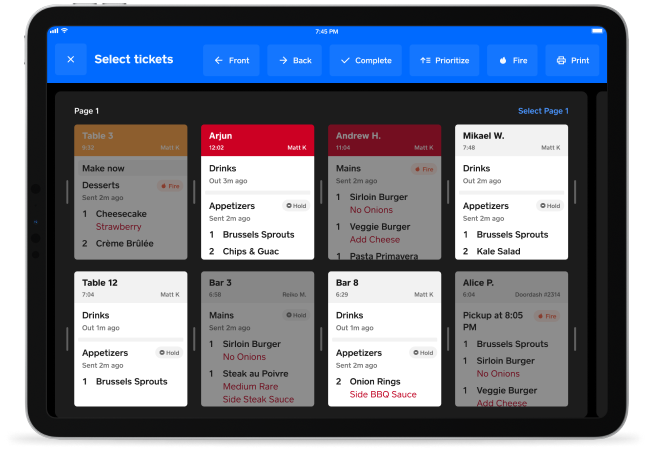 7:45 PM
Select tickets
Front
Back
Complete
Prioritize
Fire
Print
Page 1
Select Page 1
Table 3
8:32 Matt K
Make now
Desserts Fire
Sent 2m ago
1 Cheesecake
Strawberry
2 Crème Brûlée
Arjun
12:02 Matt K
Drinks
Out 3m ago
Appetizers Hold
Sent 2m ago
1 Brussels Sprouts
2 Chips & Guac
Andrew H.
11:04 Matt K
Mains Fire
Sent 2m ago
1 Sirloin Burger
No Onions
1 Veggie Burger
Add Cheese
1 Pasta Primavera
Mikael W.
7:48 Matt K
Drinks
Out 2m ago
Appetizers Hold
Sent 2m ago
1 Brussels Sprouts
2 Kale Salad
Table 12
7:04 Matt K
Drinks
Out 1m ago
Appetizers Hold
Sent 2m ago
1 Brussels Sprouts
Bar 3
6:58 Neko M.
Mains Hold
Sent 2m ago
1 Sirloin Burger
No Onions
1 Steak au Poivre
Medium Rare
Side Steak Sauce
Bar 8
6:29 Matt K
Drinks
Out 1m ago
Appetizers Hold
Sent 2m ago
2 Onion Rings
Side BBQ Sauce
Alice P.
6:04 Doordash #2314
Pickup at 8:05 Fire
PM
1 Brussels Sprouts
1 Sirloin Burger
No Onions
1 Veggie Burger
Add Cheese